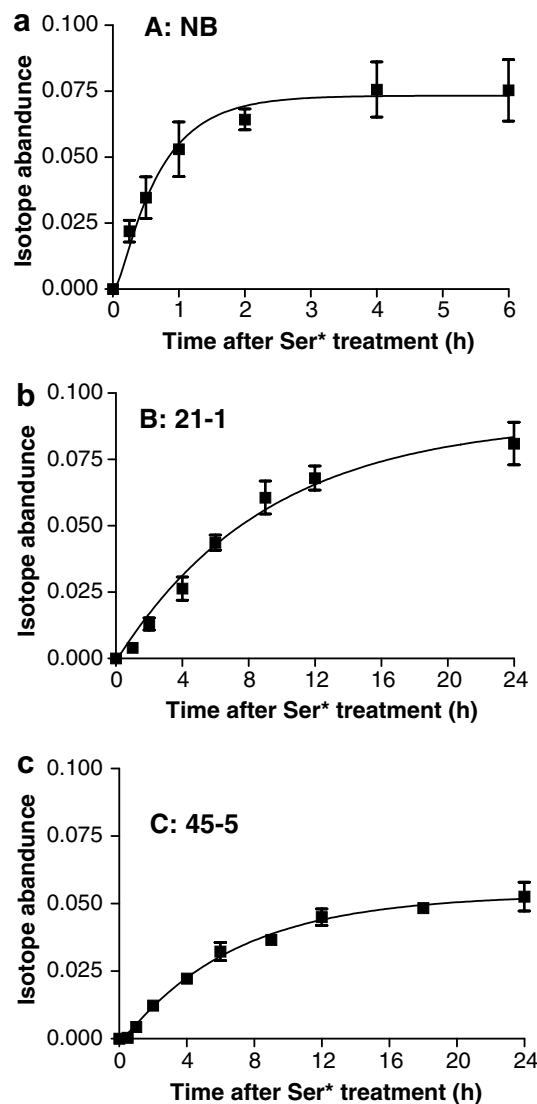 a
A: NB
Isotope abandunce
0.100
0.075
0.050
0.025
0.000
0 1 2 3 4 5 6
Time after Ser* treatment (h)
b
B: 21-1
Isotope abandunce
0.100
0.075
0.050
0.025
0.000
0 4 8 12 16 20 24
Time after Ser* treatment (h)
c
C: 45-5
Isotope abandunce
0.100
0.075
0.050
0.025
0.000
0 4 8 12 16 20 24
Time after Ser* treatment (h)